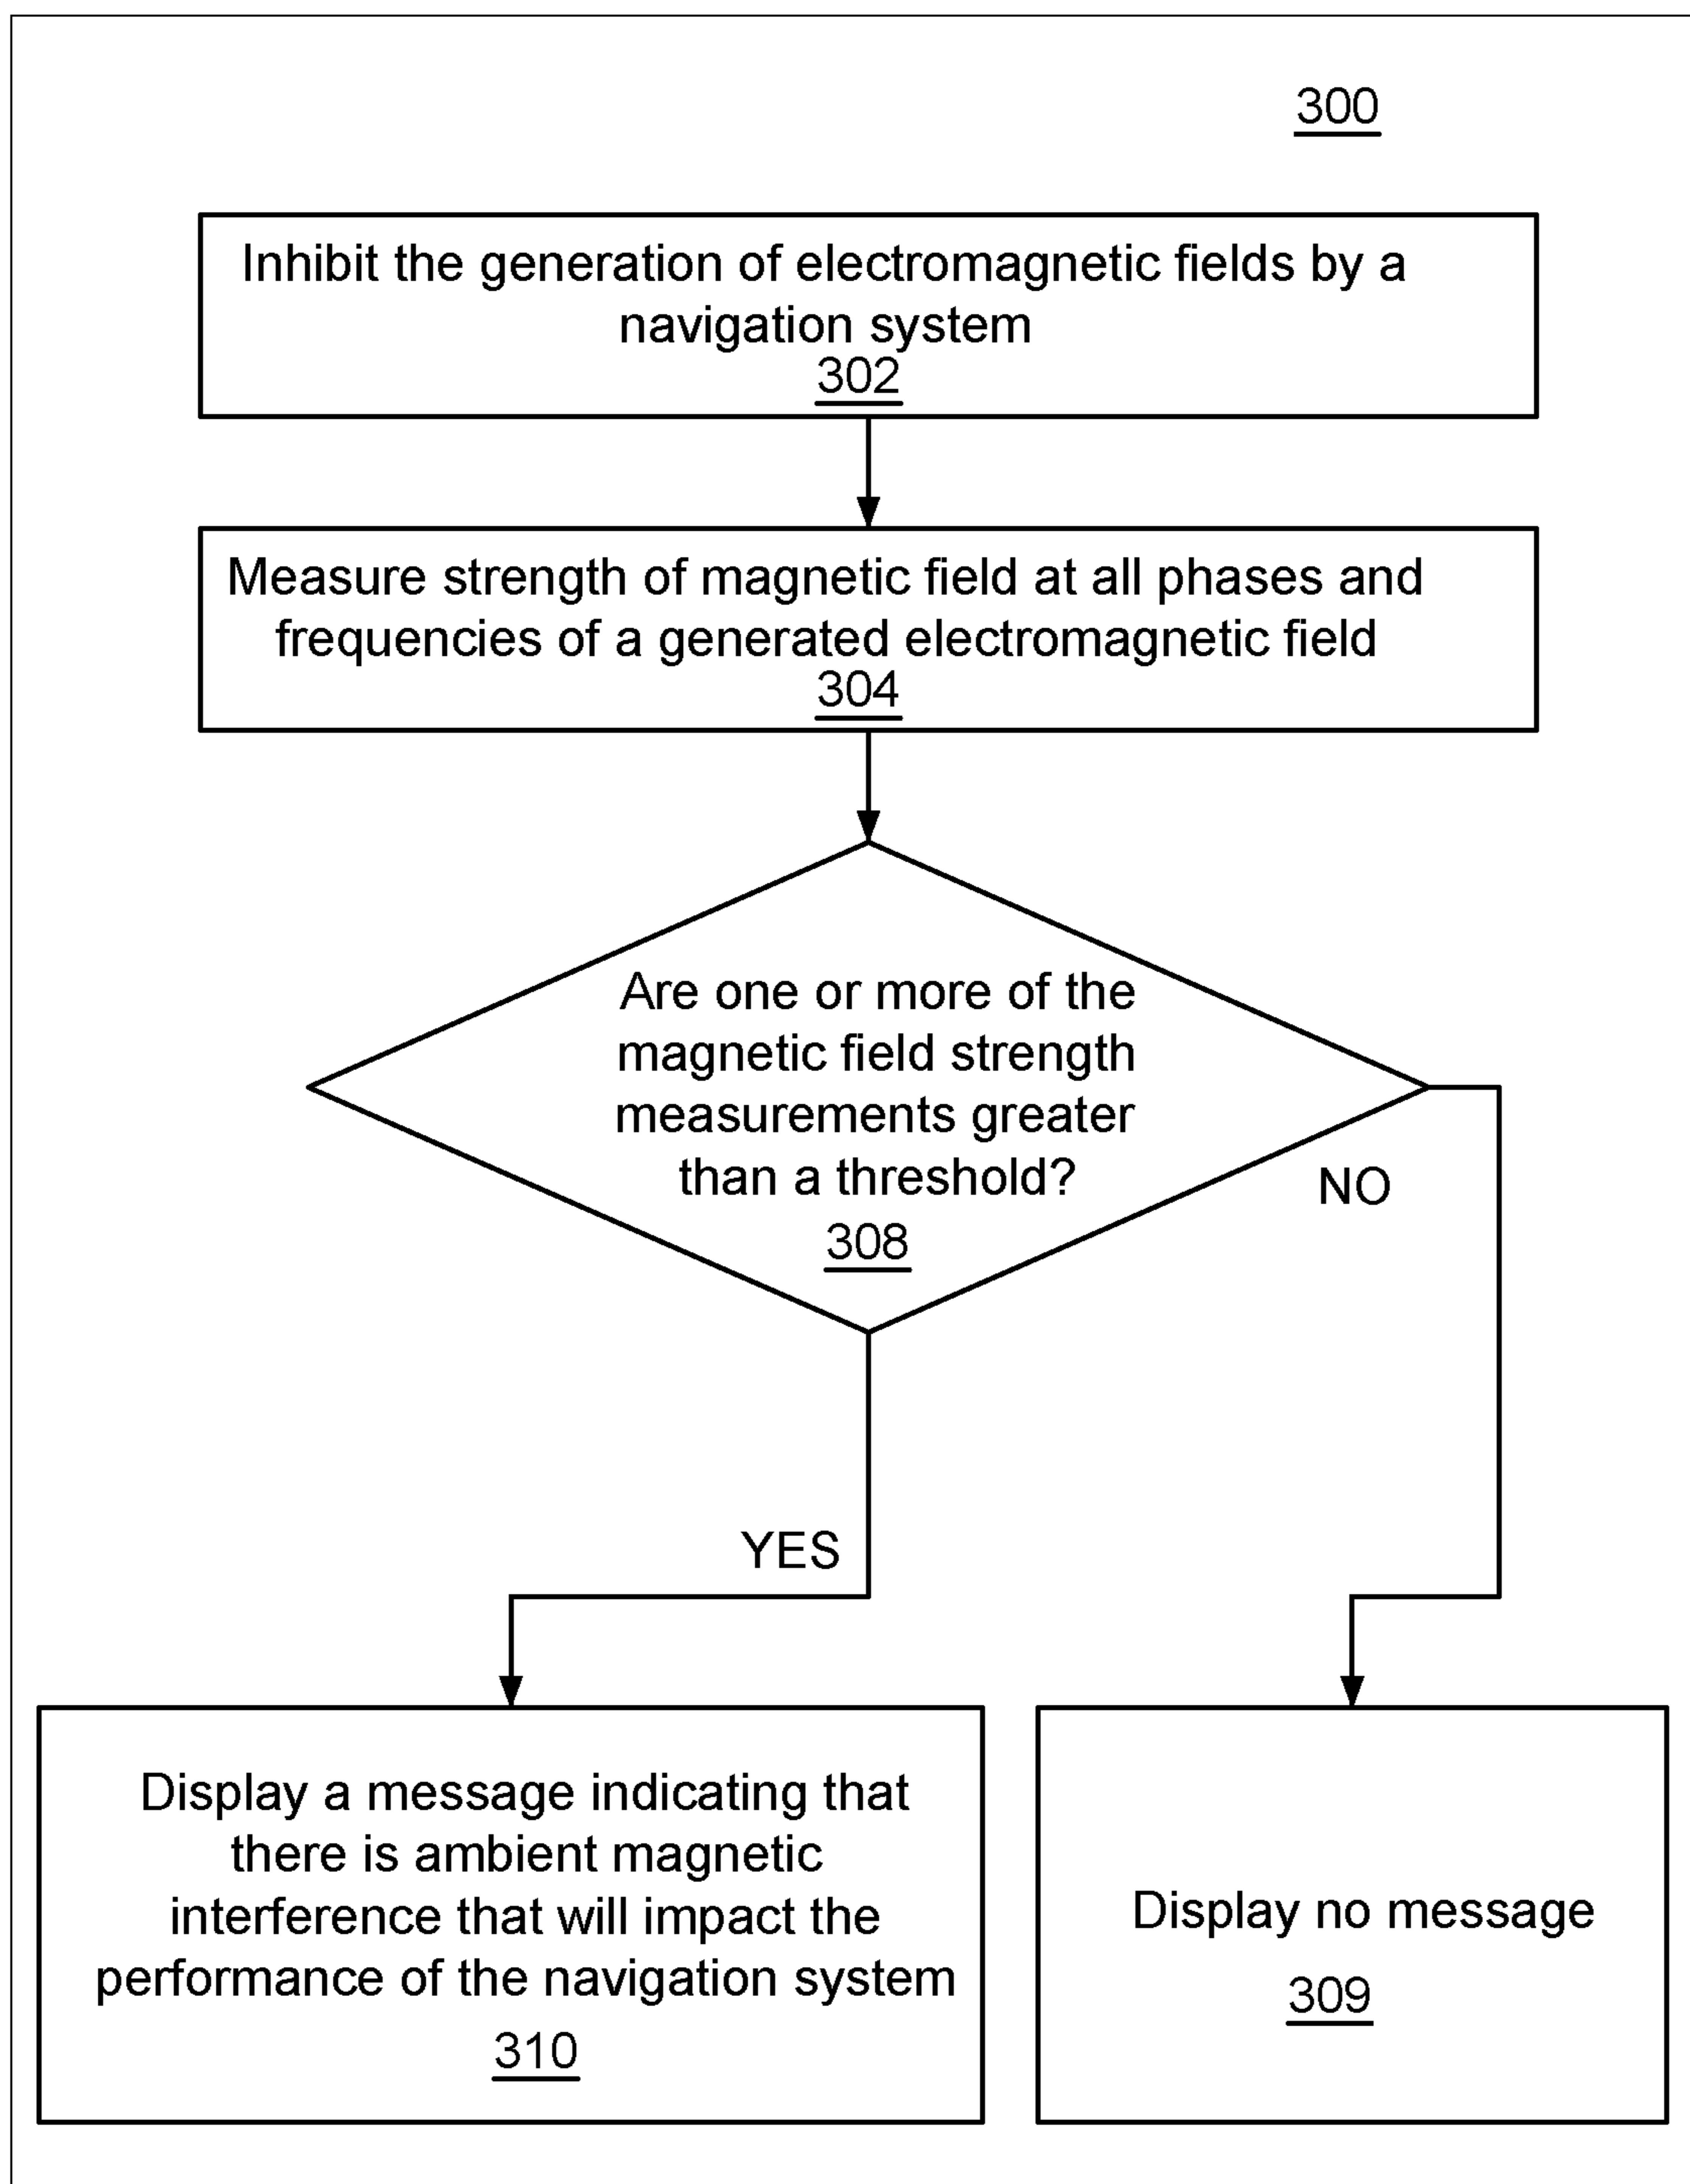 300
Inhibit the generation of electromagnetic fields by a
navigation system
302
Measure strength of magnetic field at all phases and
frequencies of a generated electromagnetic field
304
Are one or more of the
magnetic field strength
measurements greater
than a threshold?
308
NO
YES
Display a message indicating that
there is ambient magnetic
interference that will impact the
performance of the navigation system
310
Display no message
309